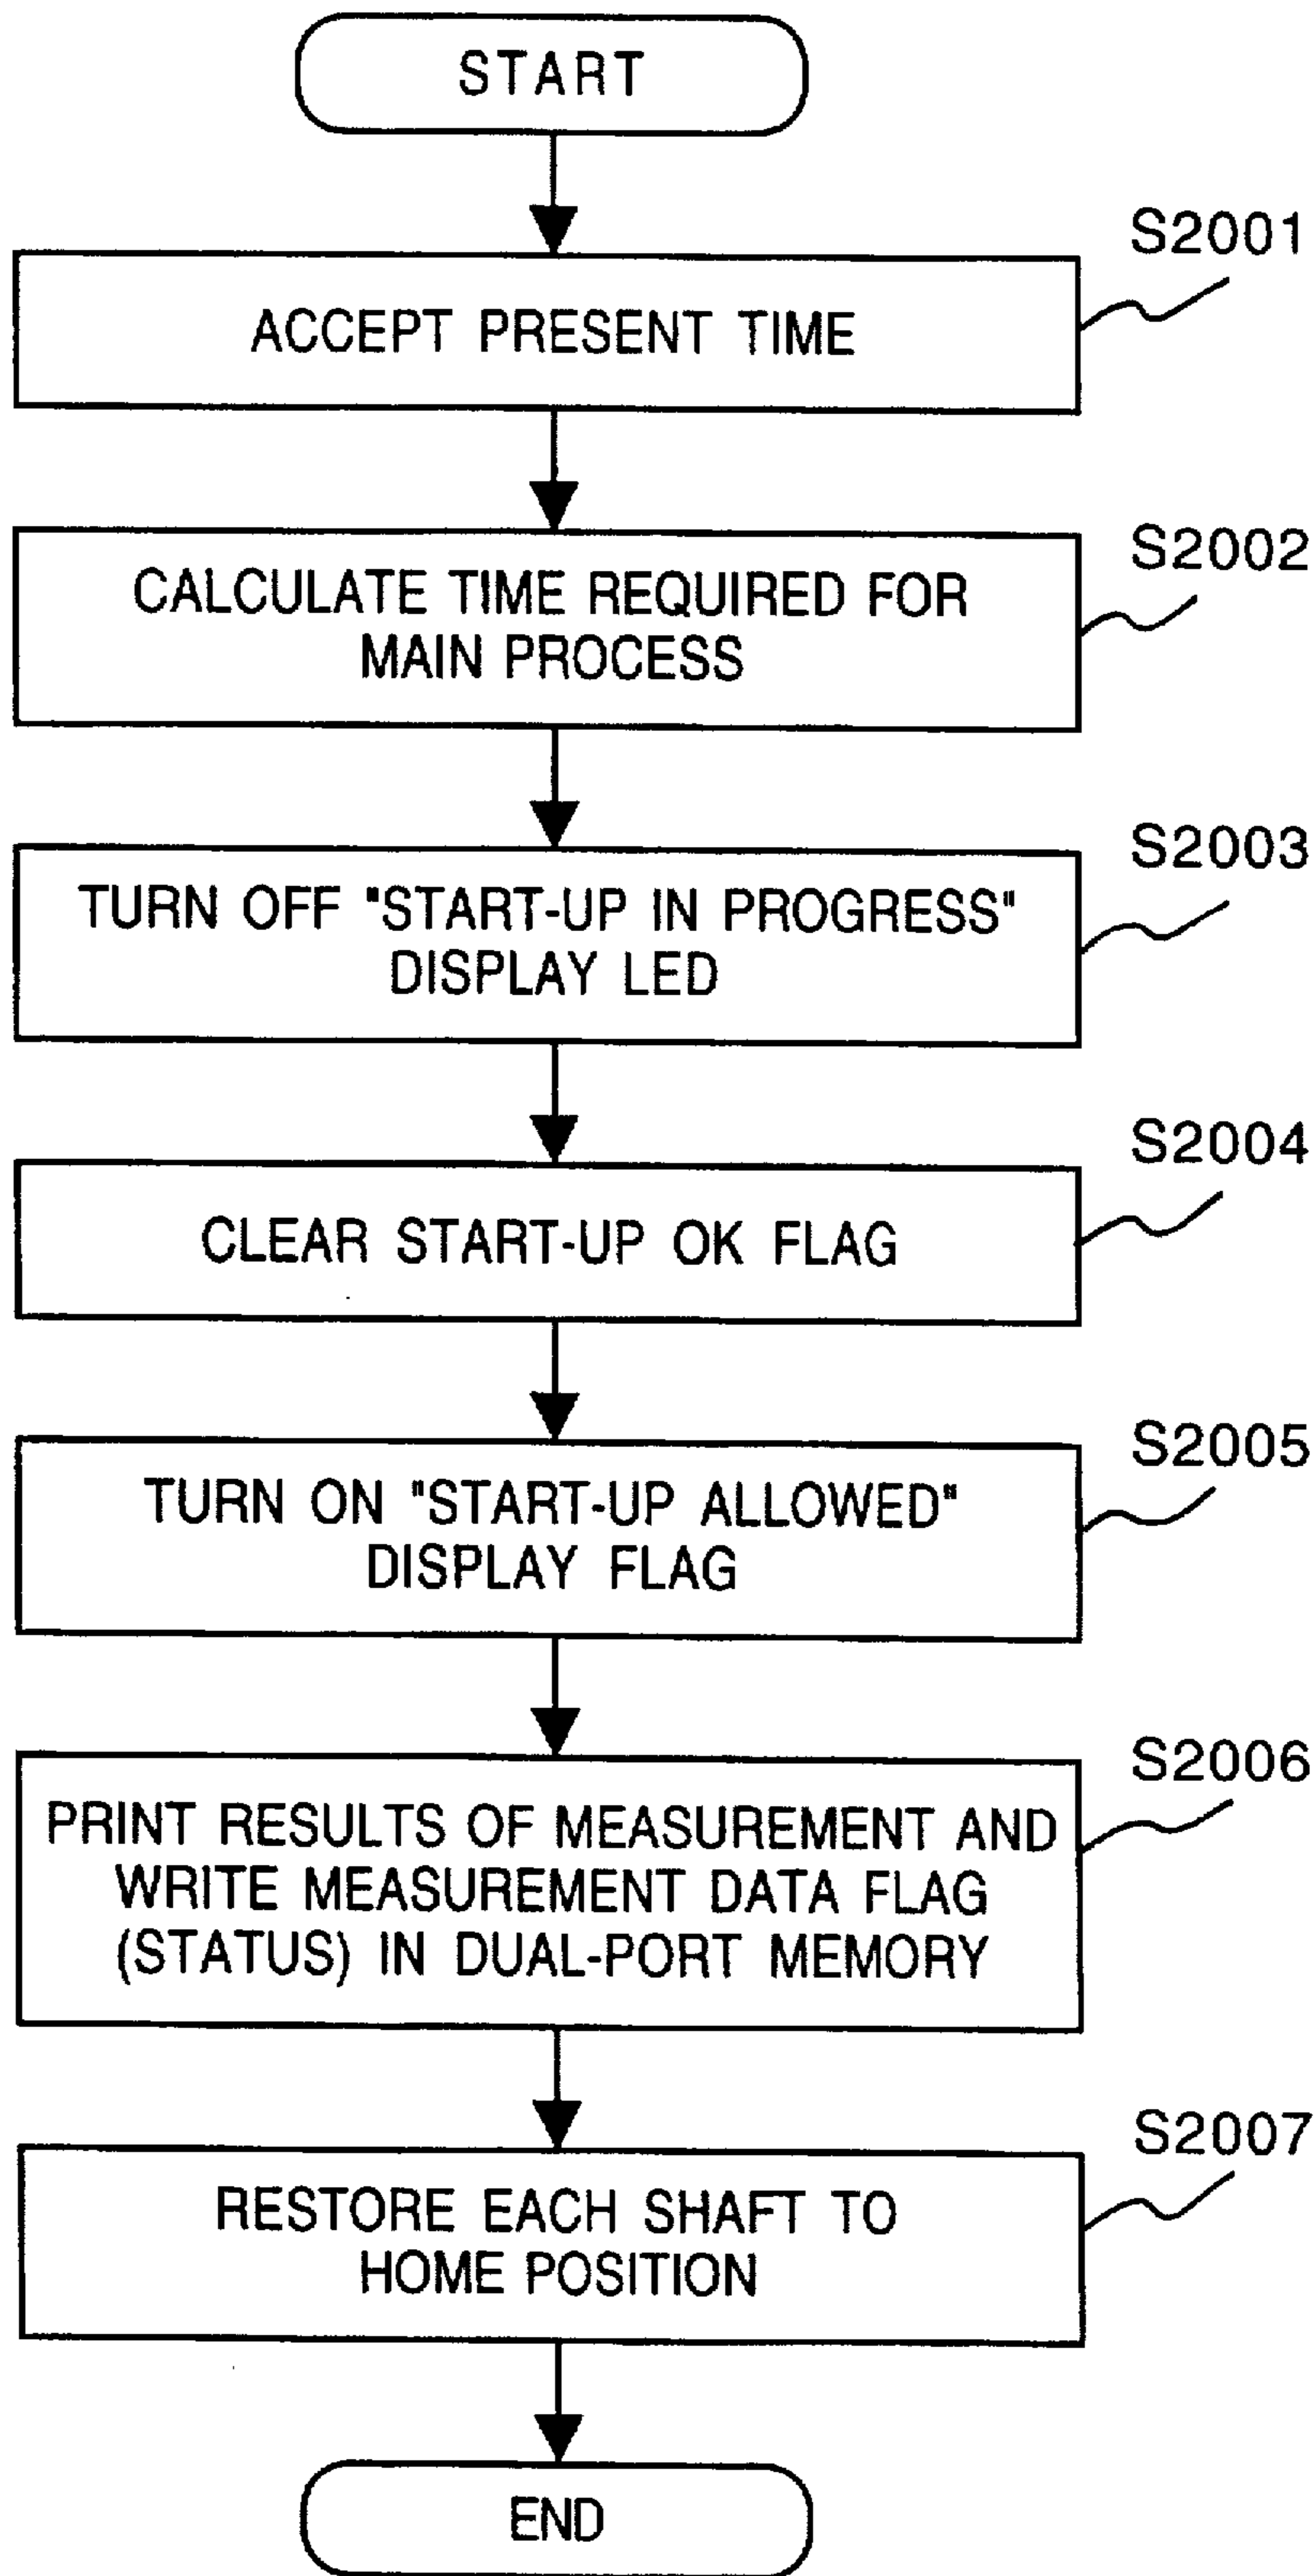 START
S2001
ACCEPT PRESENT TIME
S2002
CALCULATE TIME REQUIRED FOR
MAIN PROCESS
S2003
TURN OFF "START-UP IN PROGRESS"
DISPLAY LED
S2004
CLEAR START-UP OK FLAG
S2005
TURN ON "START-UP ALLOWED"
DISPLAY FLAG
S2006
PRINT RESULTS OF MEASUREMENT AND
WRITE MEASUREMENT DATA FLAG
(STATUS) IN DUAL-PORT MEMORY
S2007
RESTORE EACH SHAFT TO
HOME POSITION
END